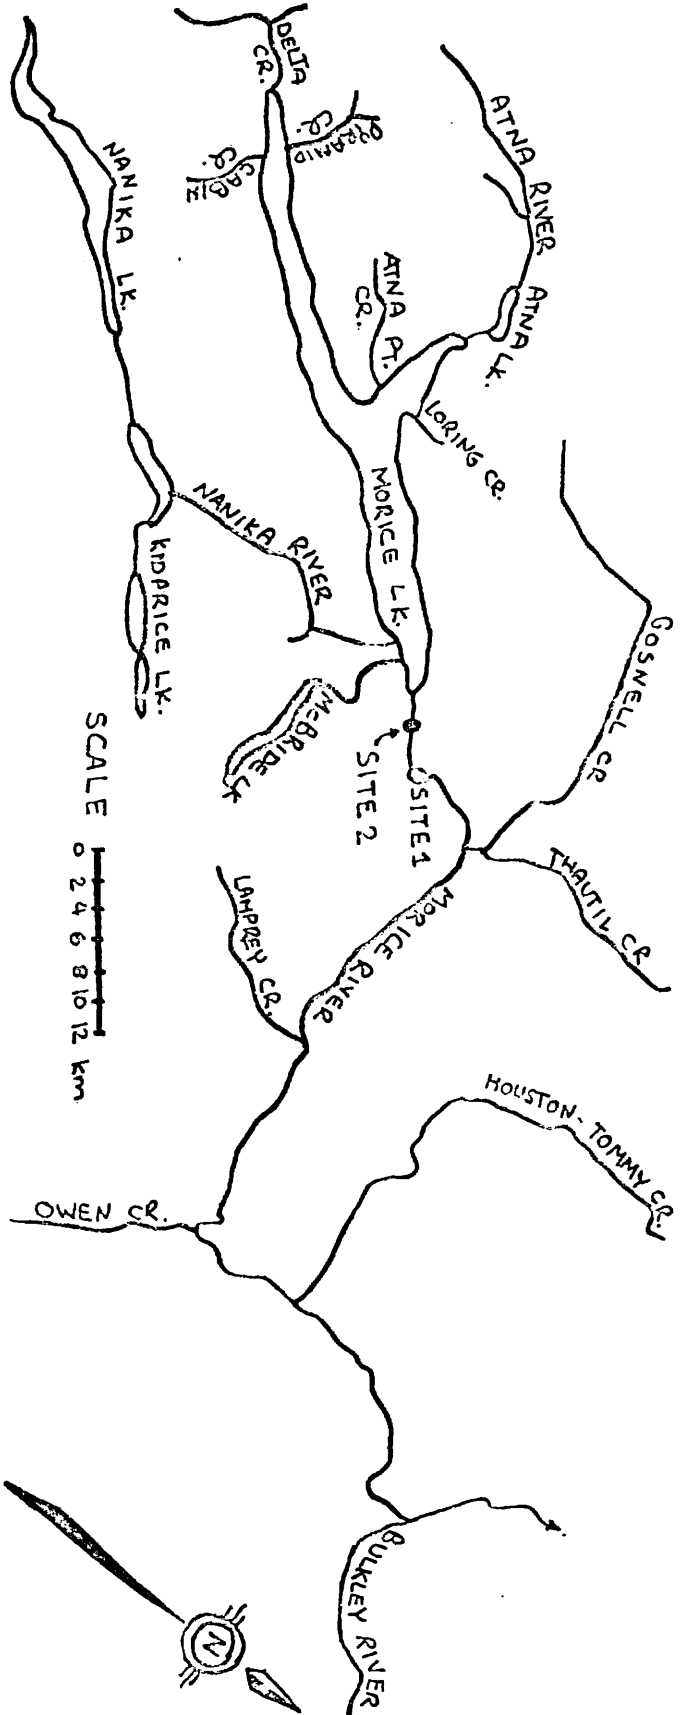 DELTA
CR.
PYRAMID
CR.
CABIN
CR.
NANIKA LK.
ATNA RIVER
ATNA
LK.
ATNA PT.
CR.
LORING CR.
MORICE LK.
NANIKA RIVER
KIDPRICE LK.
McBRIDE LK
GOSNELL CR
SITE 1
SITE 2
THAUTIL CR
MORICE RIVER
LAMPREY CR.
SCALE
0 2 4 6 8 10 12 km
HOUSTON-TOMMY CR.
OWEN CR.
BULKLEY RIVER
N